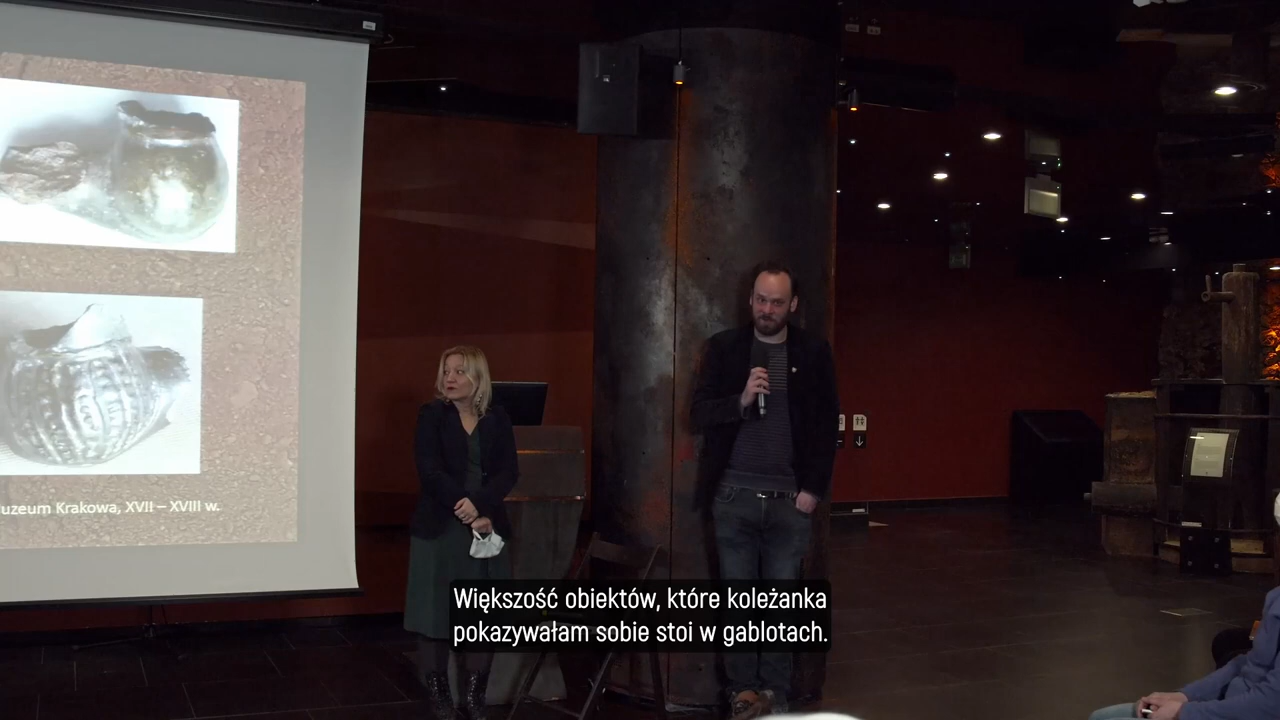 uzeum Krakowa, XVII – XVIII w.
Większość obiektów, które koleżanka
pokazywałam sobie stoi w gablotach.